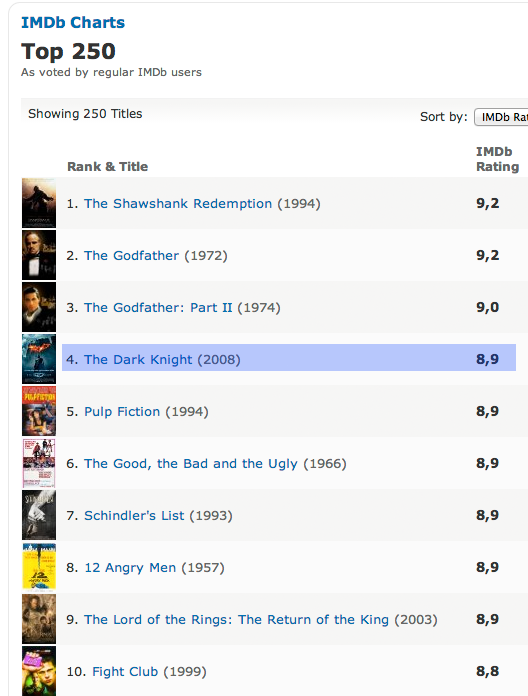 IMDb Charts
Top 250
As voted by regular IMDb users
Showing 250 Titles
Sort by: IMDb Rat
Rank & Title IMDb Rating
1. The Shawshank Redemption (1994) 9,2
2. The Godfather (1972) 9,2
3. The Godfather: Part II (1974) 9,0
4. The Dark Knight (2008) 8,9
5. Pulp Fiction (1994) 8,9
6. The Good, the Bad and the Ugly (1966) 8,9
7. Schindler's List (1993) 8,9
8. 12 Angry Men (1957) 8,9
9. The Lord of the Rings: The Return of the King (2003) 8,9
10. Fight Club (1999) 8,8